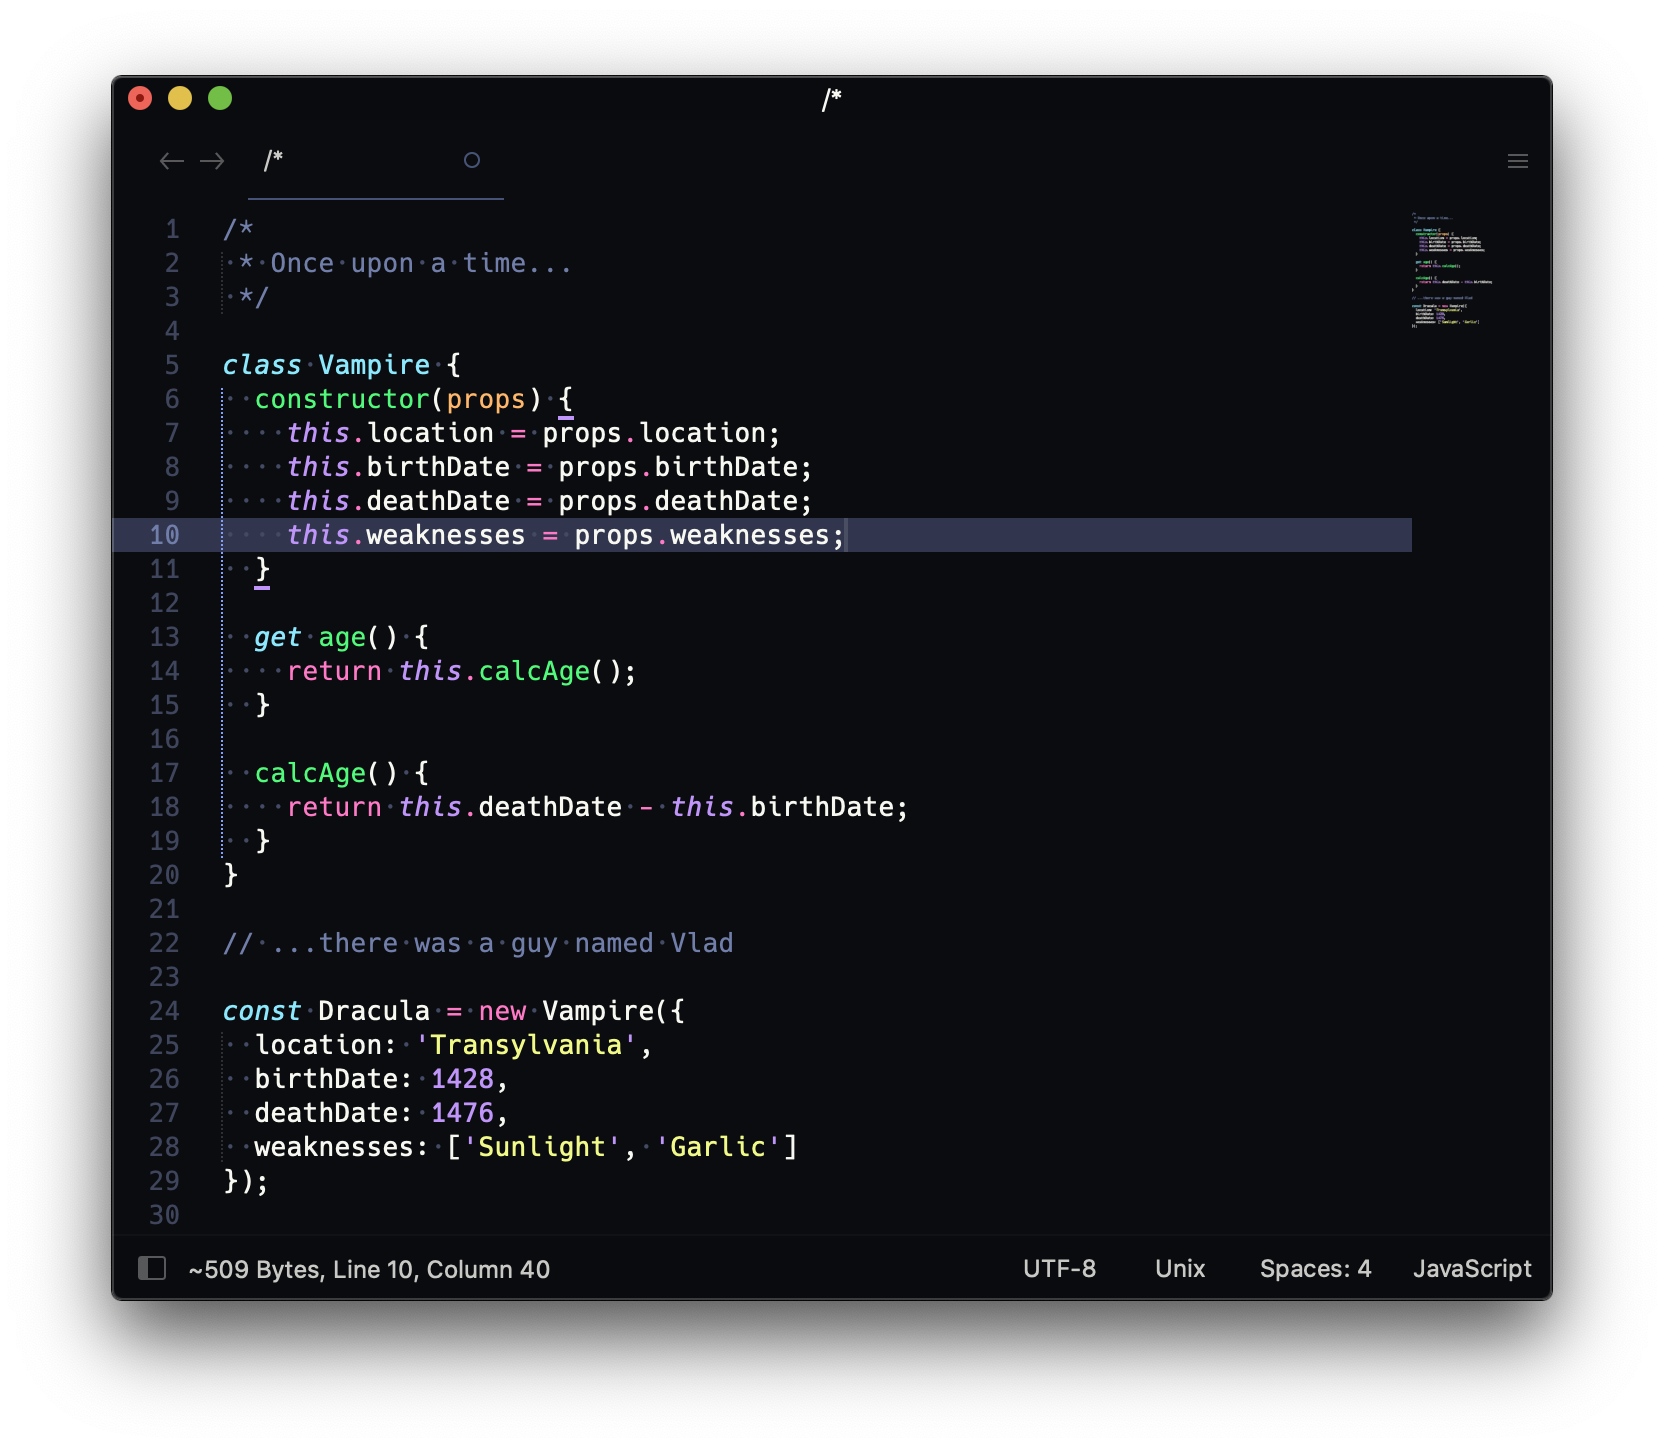 /*
/*
1 /*
2  * Once upon a time...
3  */
4
5 class Vampire {
6   constructor(props) {
7     this.location = props.location;
8     this.birthDate = props.birthDate;
9     this.deathDate = props.deathDate;
10     this.weaknesses = props.weaknesses;
11   }
12
13   get age() {
14     return this.calcAge();
15   }
16
17   calcAge() {
18     return this.deathDate - this.birthDate;
19   }
20 }
21
22 // ...there was a guy named Vlad
23
24 const Dracula = new Vampire({
25   location: 'Transylvania',
26   birthDate: 1428,
27   deathDate: 1476,
28   weaknesses: ['Sunlight', 'Garlic']
29 });
30
~509 Bytes, Line 10, Column 40 UTF-8 Unix Spaces: 4 JavaScript